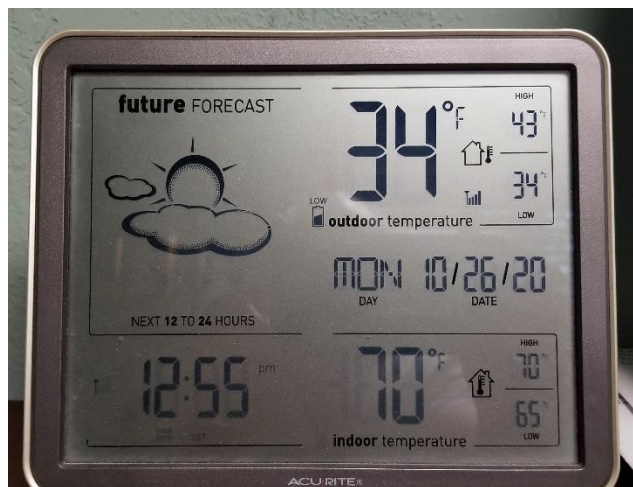 future FORECAST
NEXT 12 TO 24 HOURS
34°F
HIGH
43°F
34°F
LOW
LOW
outdoor temperature
MON 10/26/20
DAY DATE
12:55 pm
70°F
HIGH
70°
65°
LOW
indoor temperature
ACURITE®